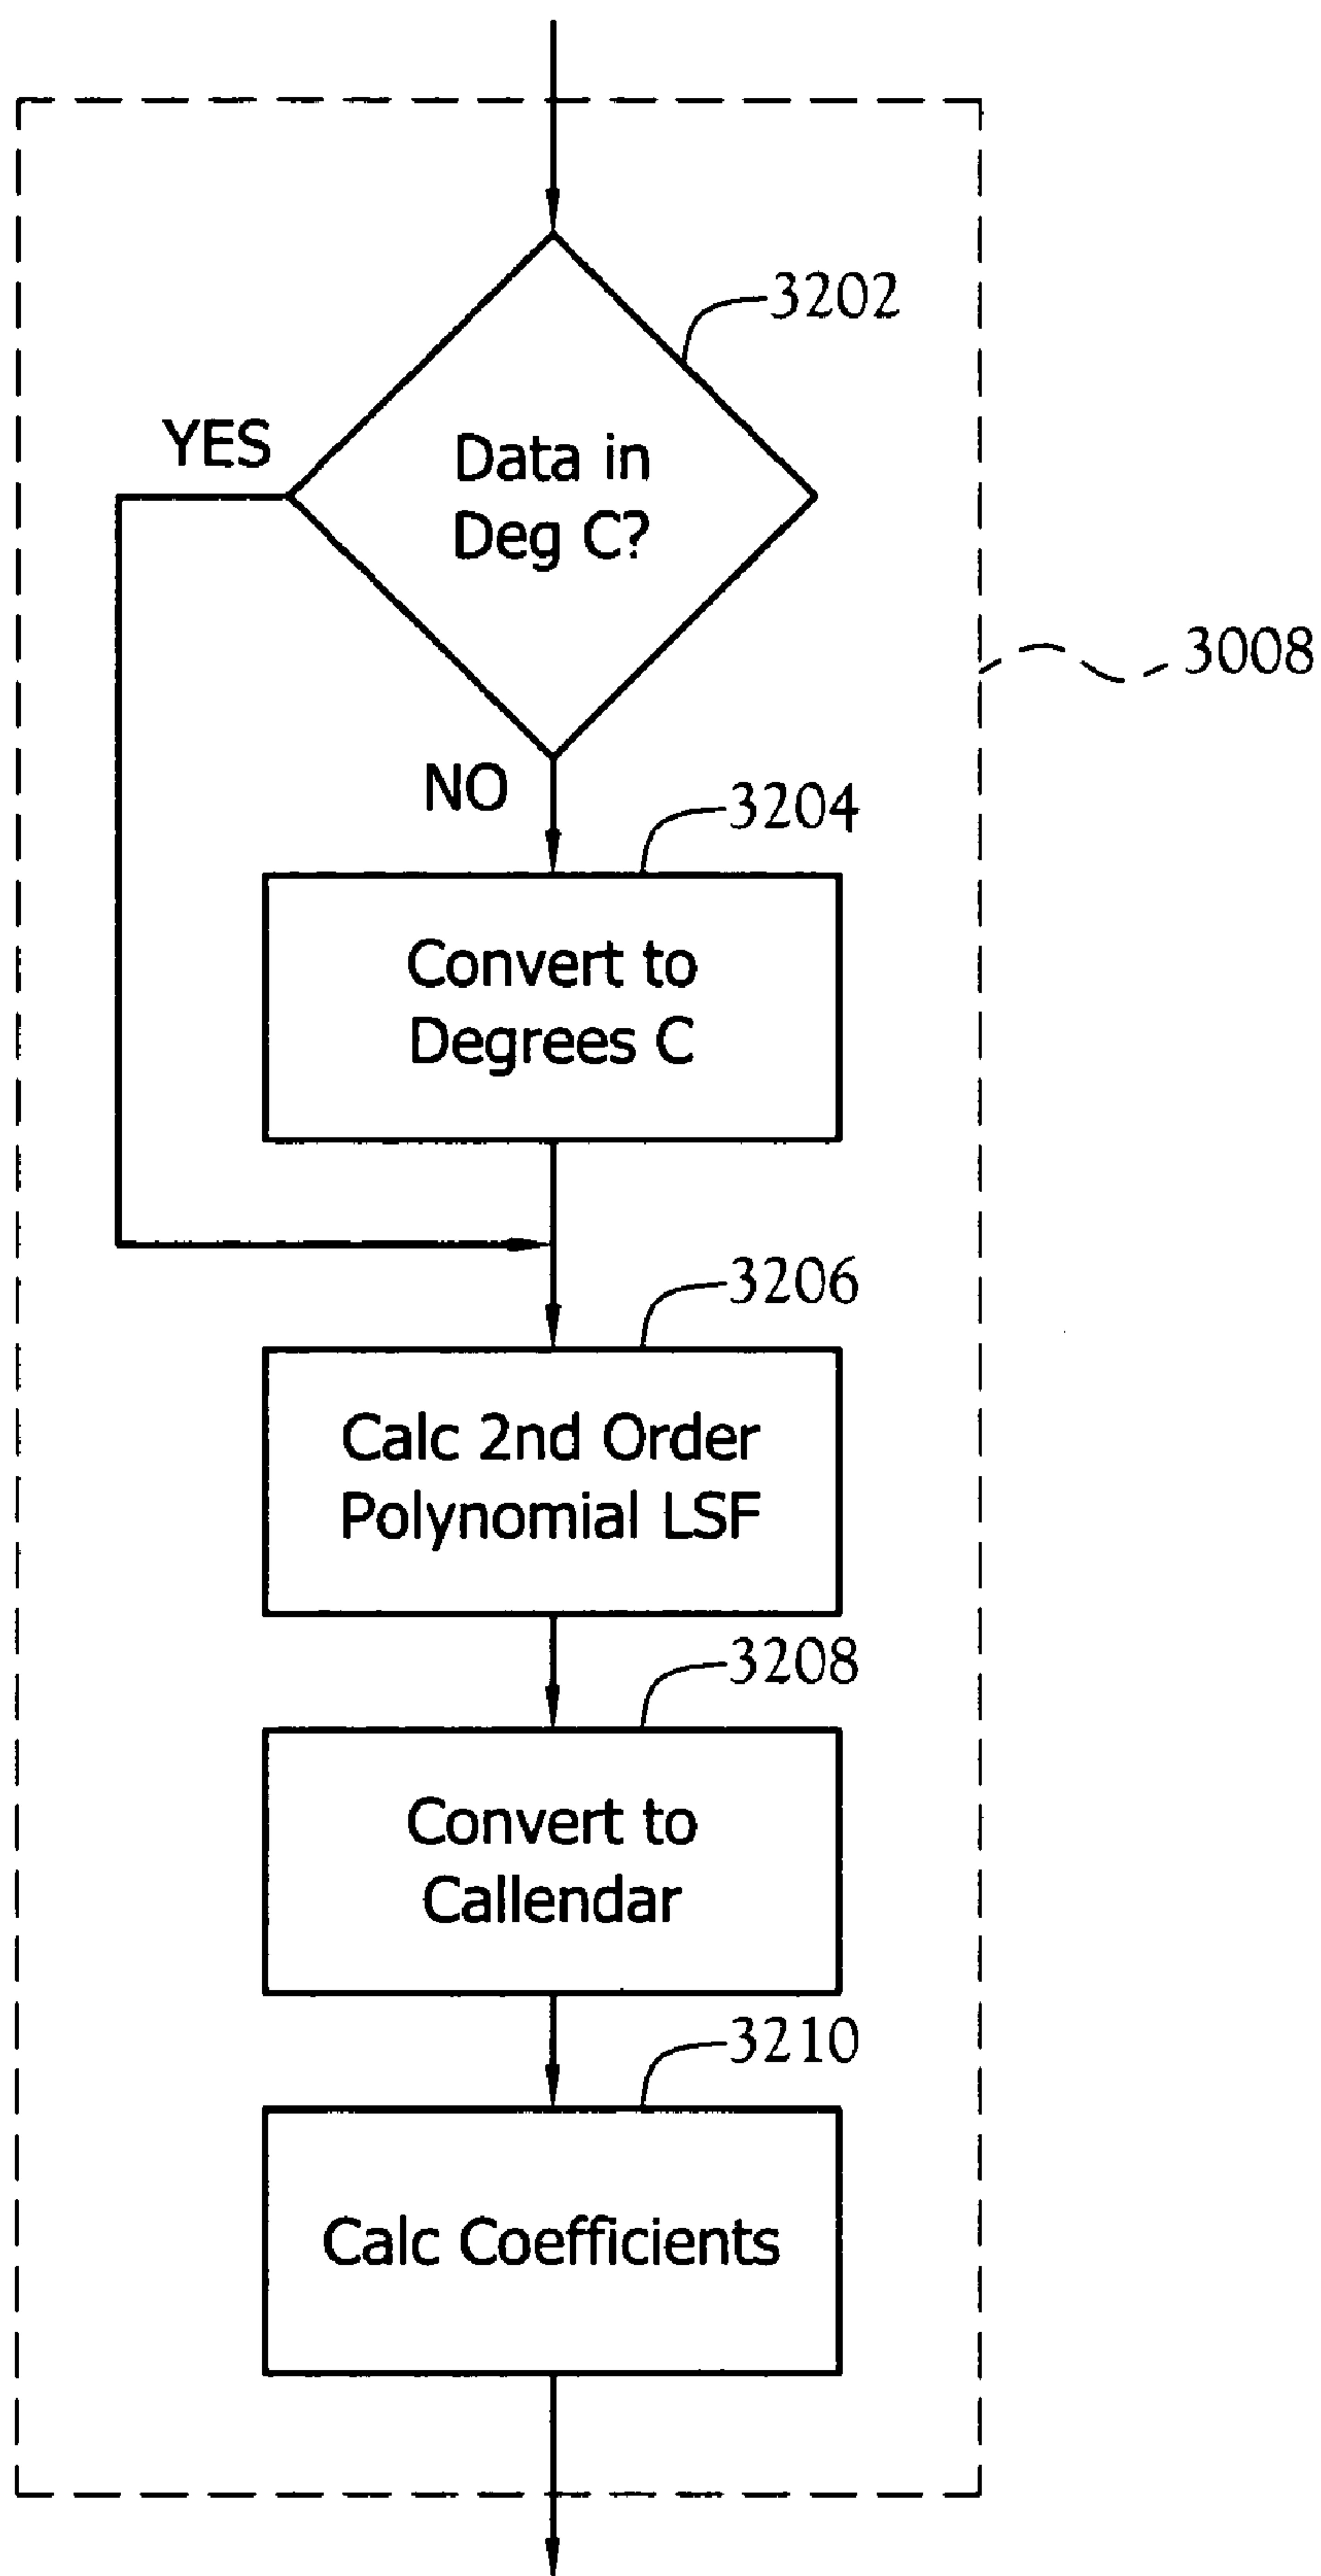 3202
YES
Data in
Deg C?
3008
NO
3204
Convert to
Degrees C
3206
Calc 2nd Order
Polynomial LSF
3208
Convert to
Callendar
3210
Calc Coefficients